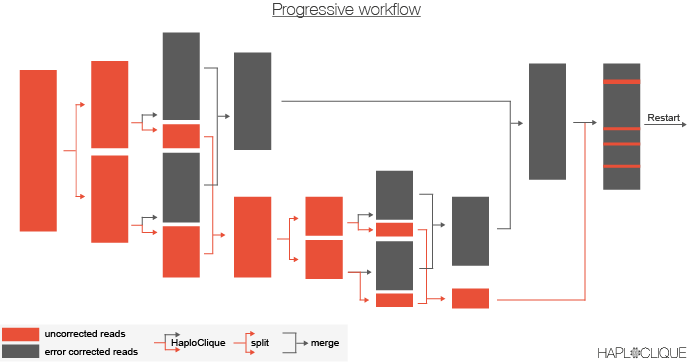 Progressive workflow
Restart
uncorrected reads
error corrected reads
HaploClique
split
merge
HAPLOCLIQUE